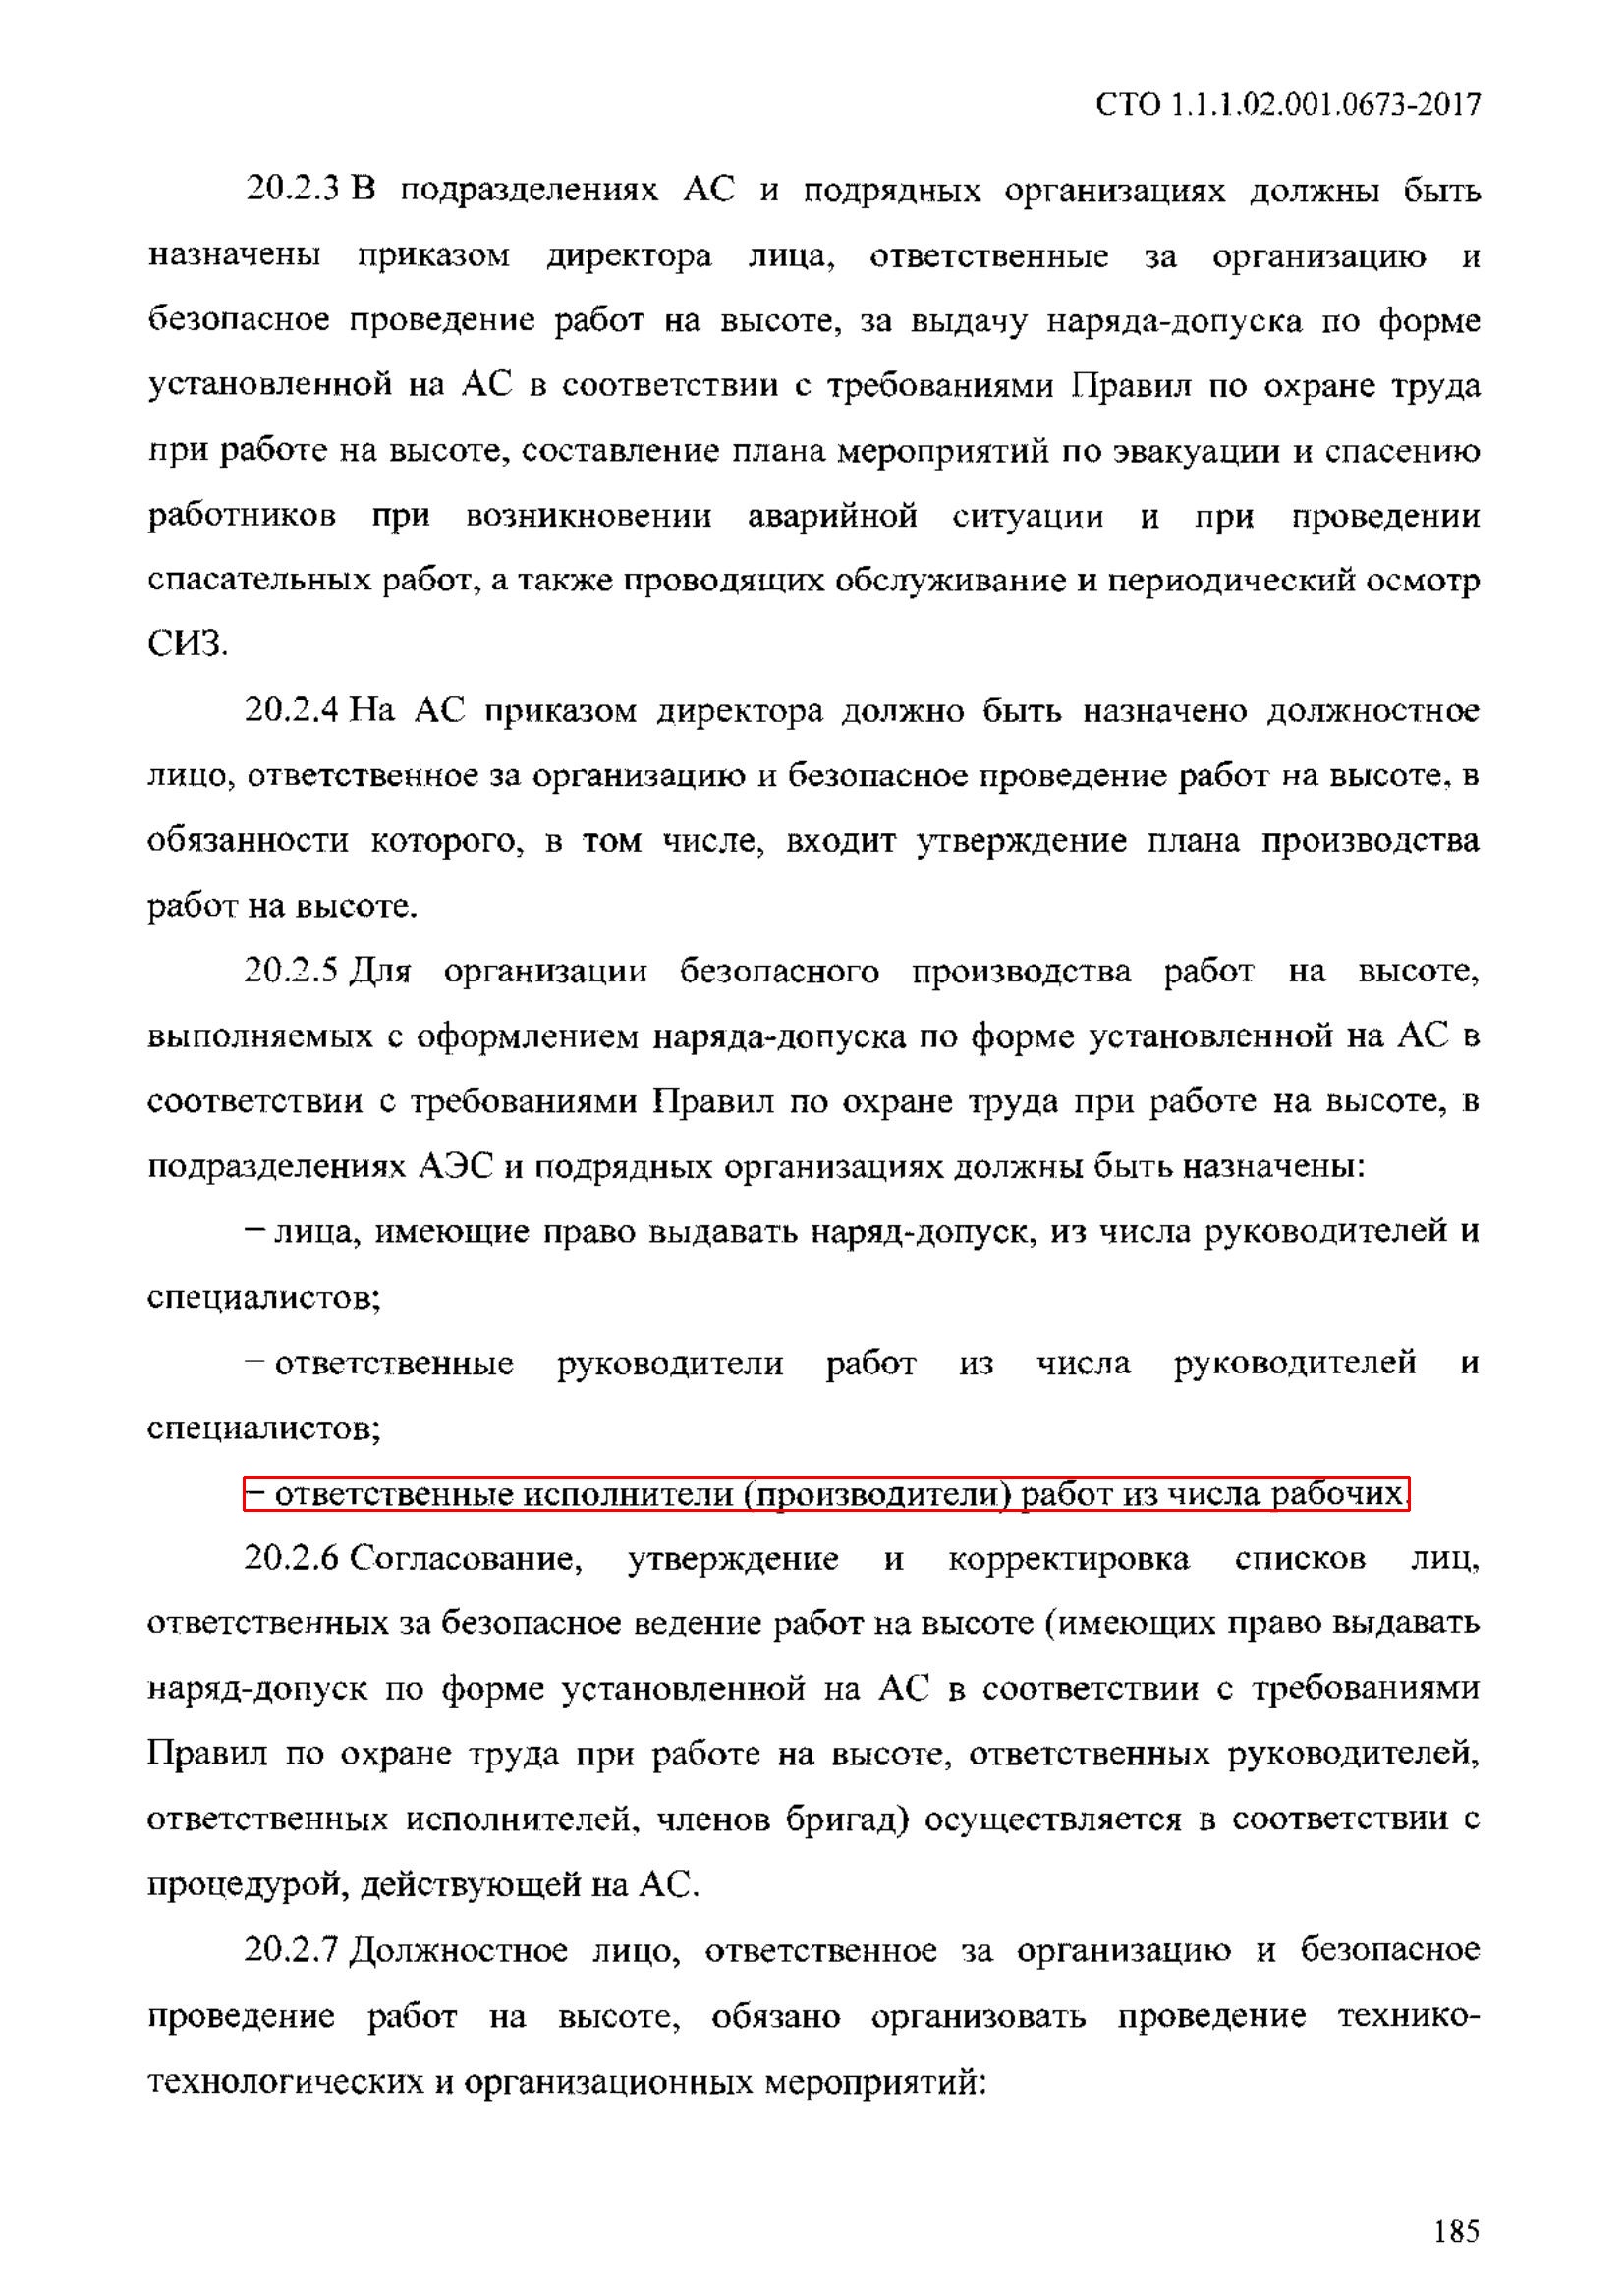 СТО 1.1.1.02.001.0673-2017
20.2.3 В подразделениях АС и подрядных организациях должны быть
назначены приказом директора лица, ответственные за организацию и
безопасное проведение работ на высоте, за выдачу наряда-допуска по форме
установленной на АС в соответствии с требованиями Правил по охране труда
при работе на высоте, составление плана мероприятий по эвакуации и спасению
работников при возникновении аварийной ситуации и при проведении
спасательных работ, а также проводящих обслуживание и периодический осмотр
СИЗ.
20.2.4 На АС приказом директора должно быть назначено должностное
лицо, ответственное за организацию и безопасное проведение работ на высоте, в
обязанности которого, в том числе, входит утверждение плана производства
работ на высоте.
20.2.5 Для организации безопасного производства работ на высоте,
выполняемых с оформлением наряда-допуска по форме установленной на АС в
соответствии с требованиями Правил по охране труда при работе на высоте, в
подразделениях АЭС и подрядных организациях должны быть назначены:
– лица, имеющие право выдавать наряд-допуск, из числа руководителей и
специалистов;
– ответственные руководители работ из числа руководителей и
специалистов;
– ответственные исполнители (производители) работ из числа рабочих.
20.2.6 Согласование, утверждение и корректировка списков лиц,
ответственных за безопасное ведение работ на высоте (имеющих право выдавать
наряд-допуск по форме установленной на АС в соответствии с требованиями
Правил по охране труда при работе на высоте, ответственных руководителей,
ответственных исполнителей, членов бригад) осуществляется в соответствии с
процедурой, действующей на АС.
20.2.7 Должностное лицо, ответственное за организацию и безопасное
проведение работ на высоте, обязано организовать проведение технико-
технологических и организационных мероприятий:
185